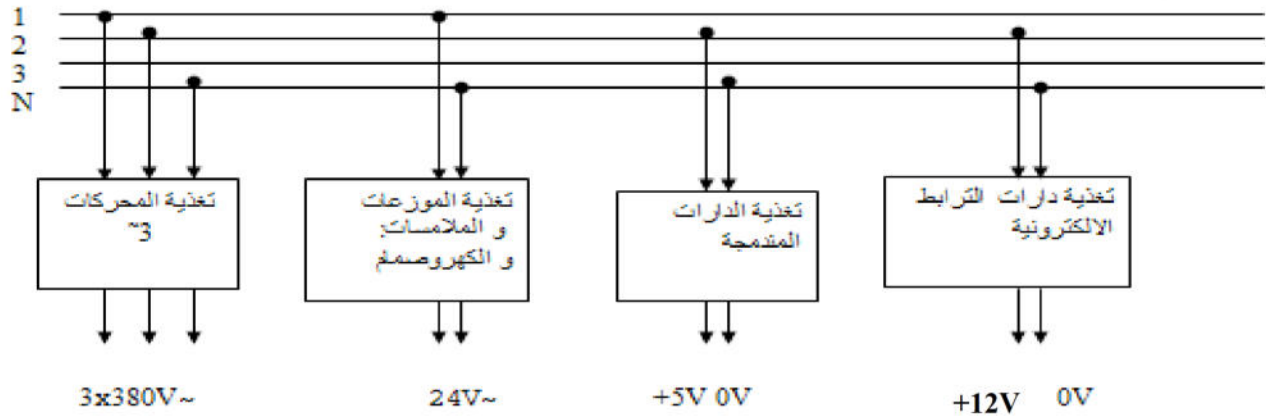 1
2
3
N
تغذية المحركات
3~
تغذية الموزعات
و الملامسات:
و الكهروصمام
تغذية الدارات
المندمجة
تغذية دارات الترابط
الالكترونية
3x380V~
24V~
+5V 0V
+12V 0V